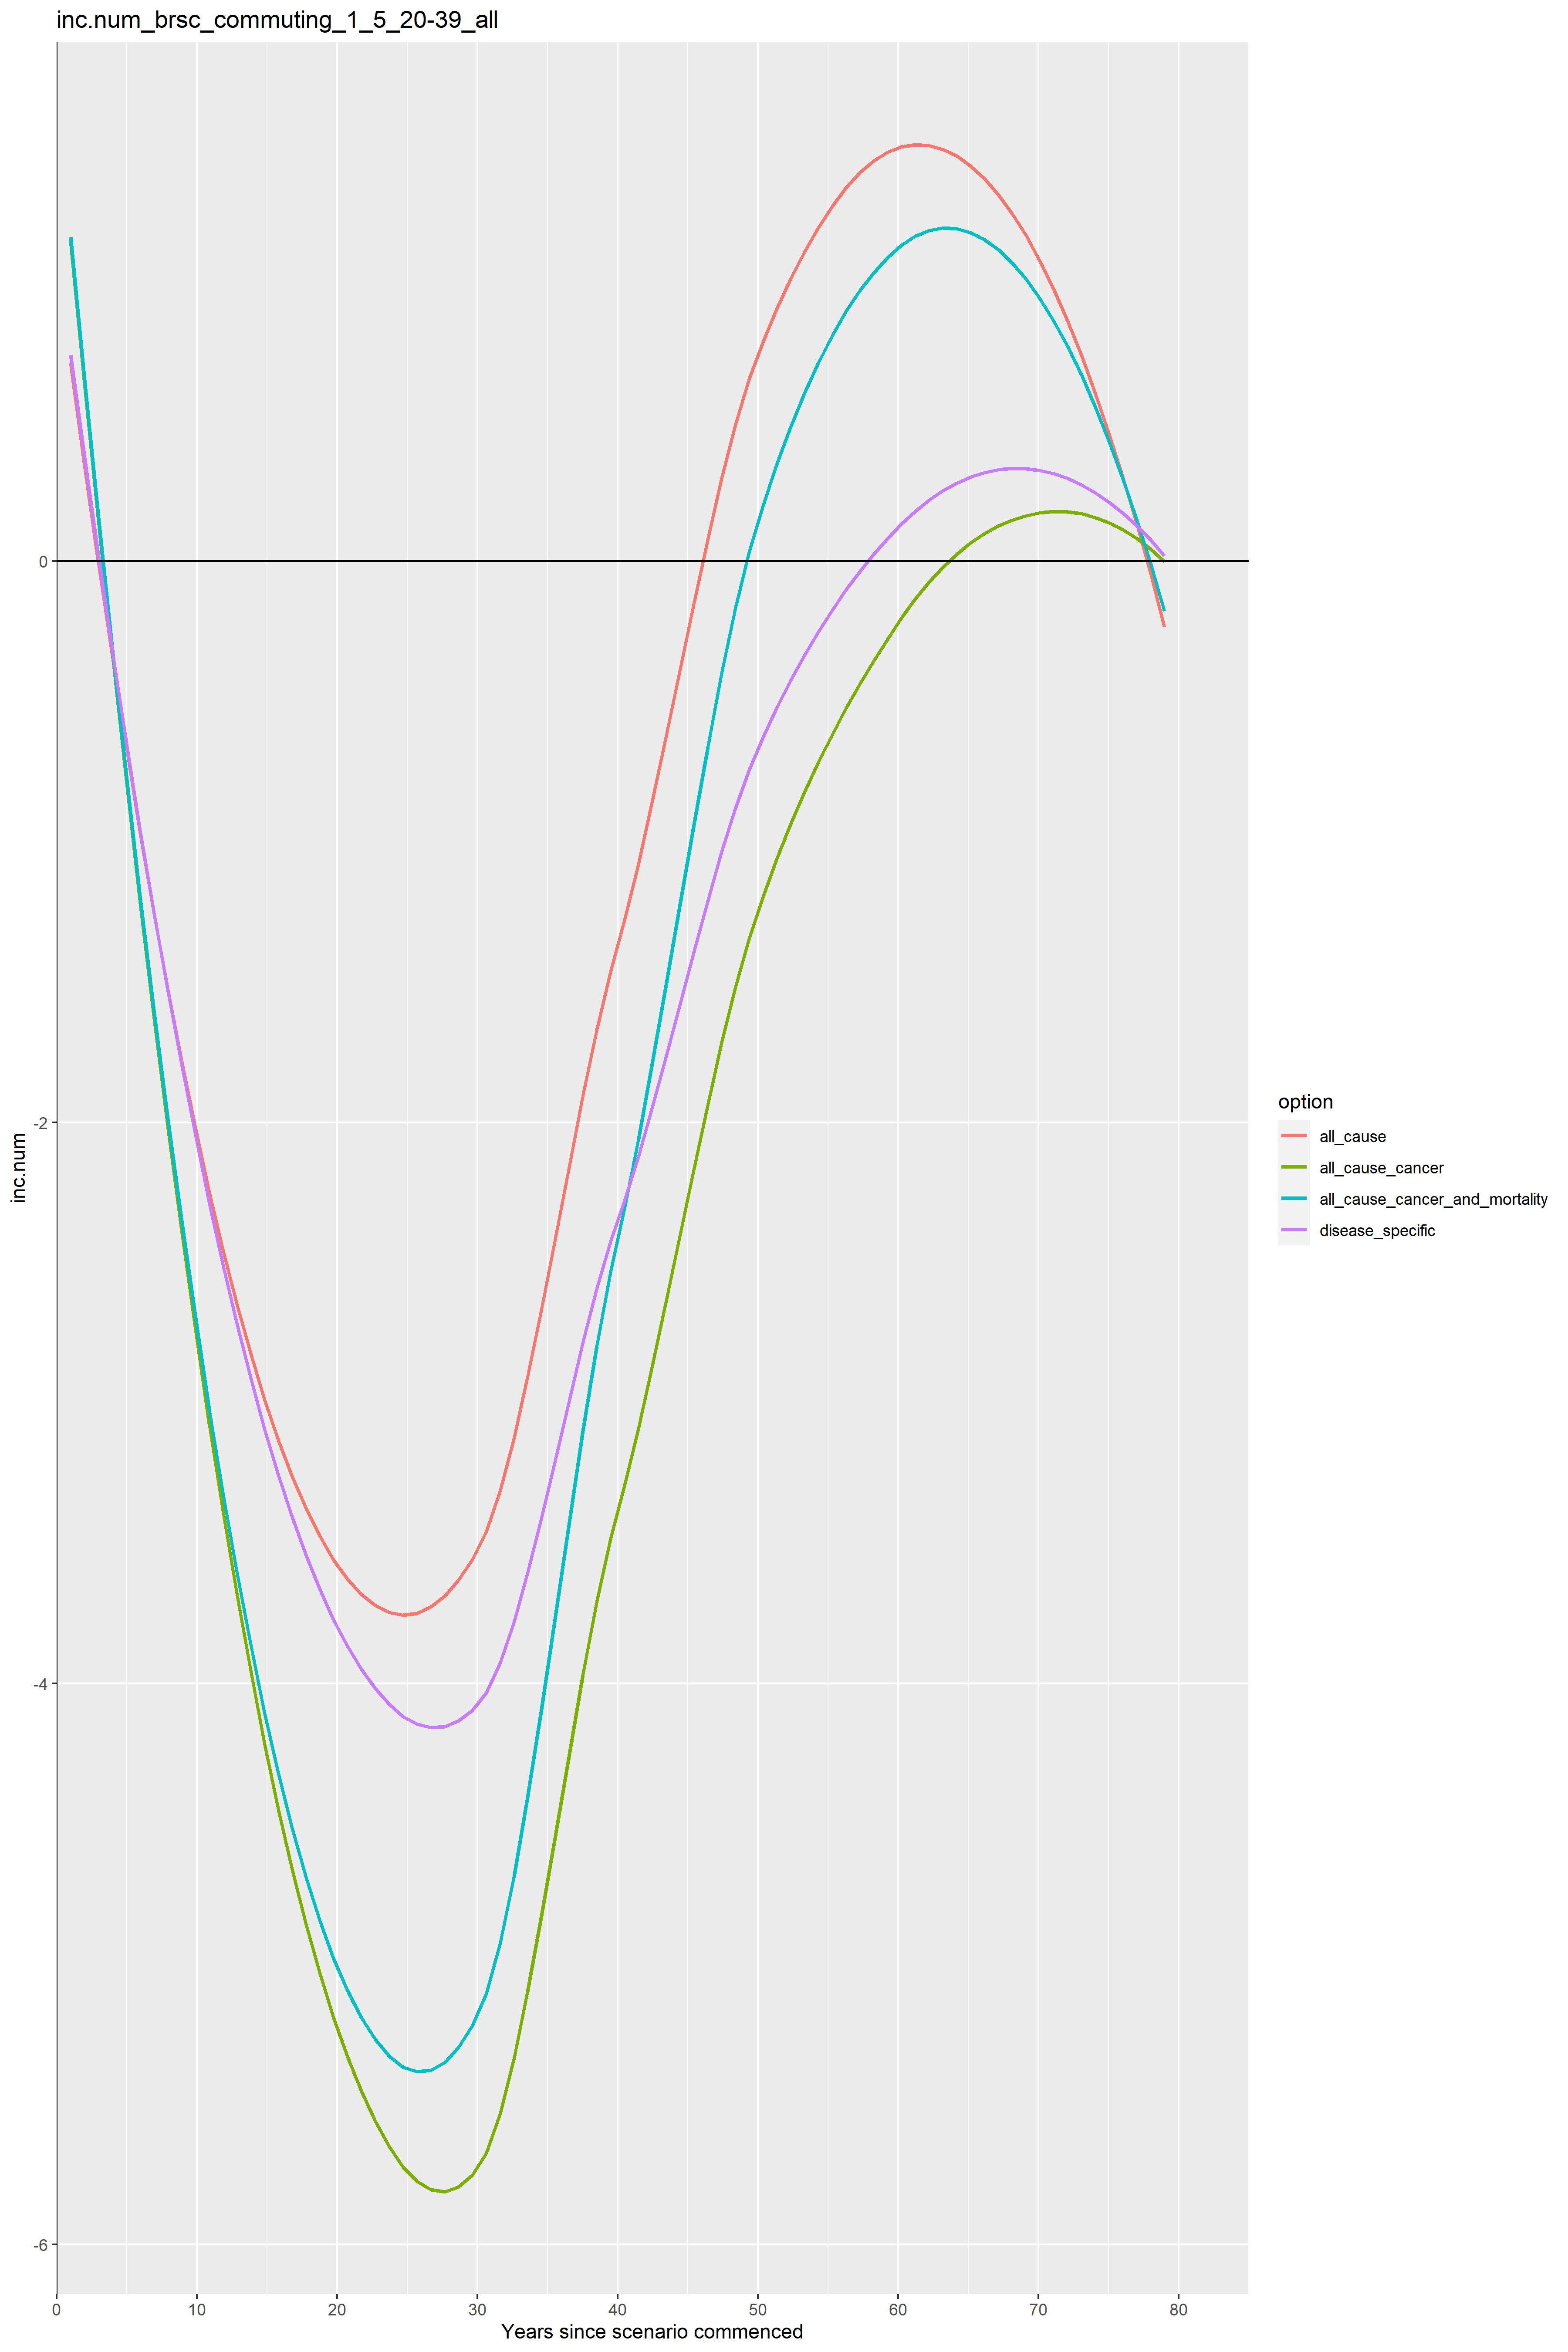 inc.num_brsc_commuting_1_5_20-39_all
inc.num
0
-2
-4
-6
0 10 20 30 40 50 60 70 80
Years since scenario commenced
option
all_cause
all_cause_cancer
all_cause_cancer_and_mortality
disease_specific